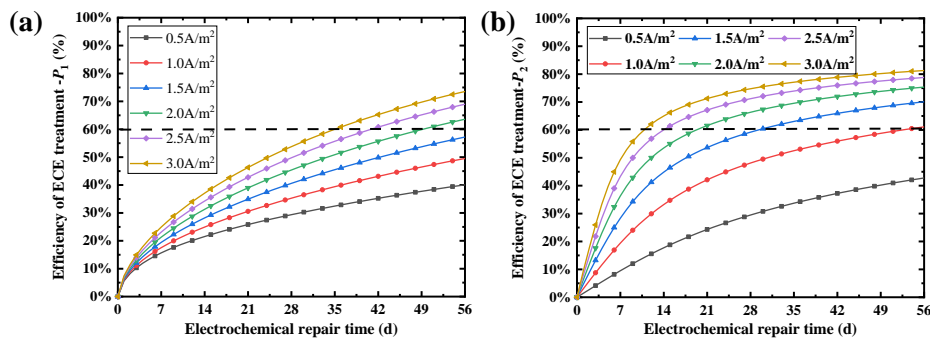 (a)
Efficiency of ECE treatment -P1 (%)
100%
90%
80%
70%
60%
50%
40%
30%
20%
10%
0%
0.5A/m²
1.0A/m²
1.5A/m²
2.0A/m²
2.5A/m²
3.0A/m²
0 7 14 21 28 35 42 49 56
Electrochemical repair time (d)
(b)
Efficiency of ECE treatment-P2 (%)
100%
90%
80%
70%
60%
50%
40%
30%
20%
10%
0%
0.5A/m² 1.5A/m² 2.5A/m²
1.0A/m² 2.0A/m² 3.0A/m²
0 7 14 21 28 35 42 49 56
Electrochemical repair time (d)